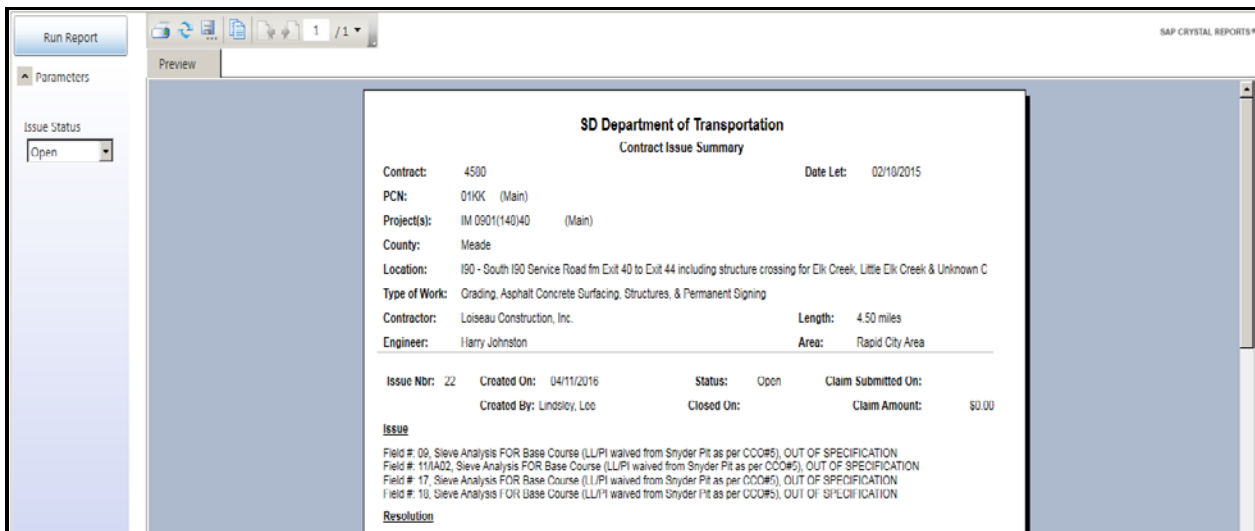 Run Report
1 /1
SAP CRYSTAL REPORTS®
Preview
Parameters
Issue Status
Open
SD Department of Transportation
Contract Issue Summary
Contract: 4500 Date Let: 02/18/2015
PCN: 01KK (Main)
Project(s): IM 0901(140)40 (Main)
County: Meade
Location: I90 - South I90 Service Road fm Exit 40 to Exit 44 including structure crossing for Elk Creek, Little Elk Creek & Unknown C
Type of Work: Grading, Asphalt Concrete Surfacing, Structures, & Permanent Signing
Contractor: Loiseau Construction, Inc. Length: 4.50 miles
Engineer: Harry Johnston Area: Rapid City Area
Issue Nbr: 22 Created On: 04/11/2016 Status: Open Claim Submitted On:
Created By: Lindsley, Lee Closed On: Claim Amount: $0.00
Issue
Field #: 09, Sieve Analysis FOR Base Course (LL/PI waived from Snyder Pit as per CCO#5), OUT OF SPECIFICATION
Field #: 11/IA02, Sieve Analysis FOR Base Course (LL/PI waived from Snyder Pit as per CCO#5), OUT OF SPECIFICATION
Field #: 17, Sieve Analysis FOR Base Course (LL/PI waived from Snyder Pit as per CCO#5), OUT OF SPECIFICATION
Field #: 18, Sieve Analysis FOR Base Course (LL/PI waived from Snyder Pit as per CCO#5), OUT OF SPECIFICATION
Resolution